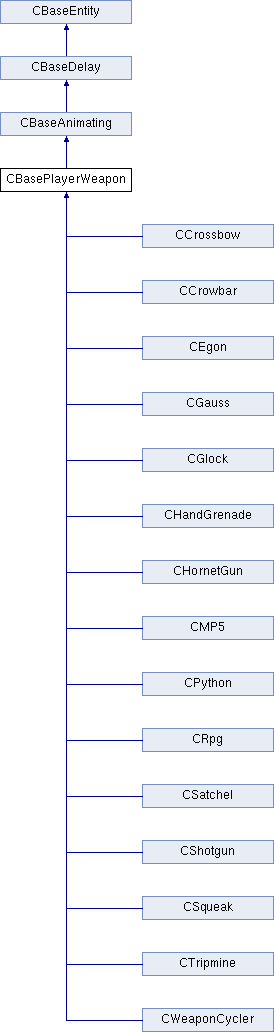 CBaseEntity
CBaseDelay
CBaseAnimating
CBasePlayerWeapon
CCrossbow
CCrowbar
CEgon
CGauss
CGlock
CHandGrenade
CHornetGun
CMP5
CPython
CRpg
CSatchel
CShotgun
CSqueak
CTripmine
CWeaponCycler